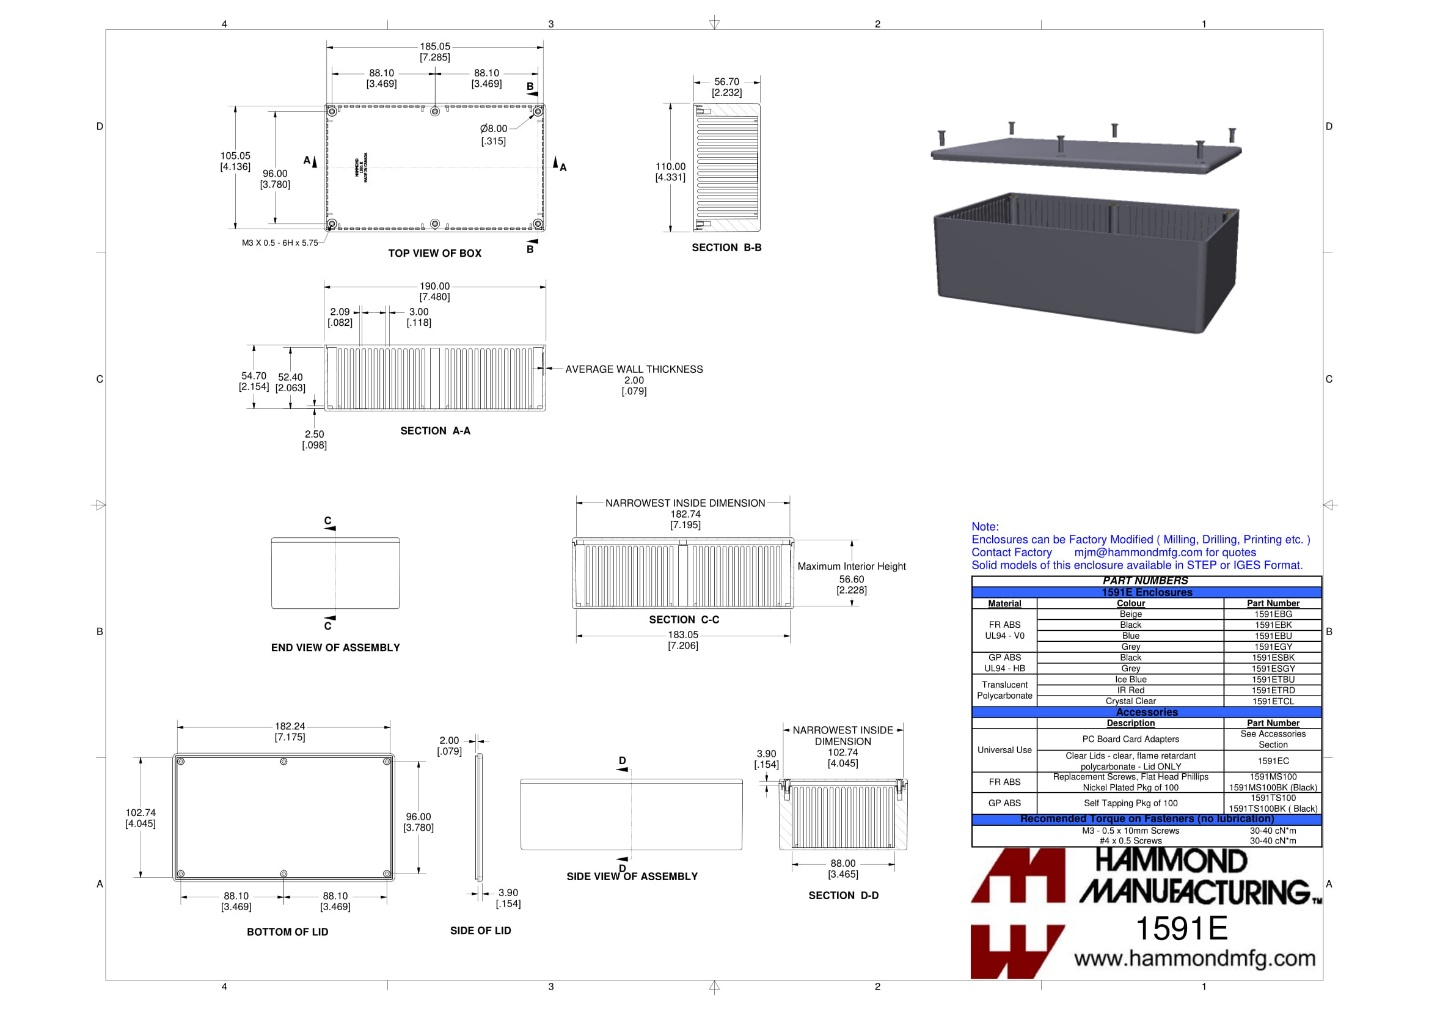 4 3 2 1
D
C
B
A
185.05
[7.285]
88.10
[3.469]
88.10
[3.469]
B
Ø8.00
[.315]
105.05
[4.136]
96.00
[3.780]
A
A
HAMMOND
1591 E
MADE IN CANADA
M3 X 0.5 - 6H x 5.75
B
TOP VIEW OF BOX
56.70
[2.232]
110.00
[4.331]
SECTION B-B
190.00
[7.480]
2.09
[.082]
3.00
[.118]
54.70
[2.154]
52.40
[2.063]
AVERAGE WALL THICKNESS
2.00
[.079]
2.50
[.098]
SECTION A-A
C
C
END VIEW OF ASSEMBLY
NARROWEST INSIDE DIMENSION
182.74
[7.195]
Maximum Interior Height
56.60
[2.228]
SECTION C-C
183.05
[7.206]
182.24
[7.175]
102.74
[4.045]
96.00
[3.780]
88.10
[3.469]
88.10
[3.469]
BOTTOM OF LID
2.00
[.079]
3.90
[.154]
SIDE OF LID
D
D
SIDE VIEW OF ASSEMBLY
NARROWEST INSIDE
DIMENSION
102.74
[4.045]
3.90
[.154]
88.00
[3.465]
SECTION D-D
Note:
Enclosures can be Factory Modified ( Milling, Drilling, Printing etc. )
Contact Factory mjm@hammondmfg.com for quotes
Solid models of this enclosure available in STEP or IGES Format.
PART NUMBERS
1591E Enclosures
Material Colour Part Number
FR ABS
UL94 - V0
Beige 1591EBG
Black 1591EBK
Blue 1591EBU
Grey 1591EGY
GP ABS
UL94 - HB
Black 1591ESBK
Grey 1591ESGY
Translucent
Polycarbonate
Ice Blue 1591ETBU
IR Red 1591ETRD
Crystal Clear 1591ETCL
Accessories
Description Part Number
Universal Use
PC Board Card Adapters See Accessories
Section
Clear Lids - clear, flame retardant
polycarbonate - Lid ONLY 1591EC
FR ABS
Replacement Screws, Flat Head Phillips 1591MS100
Nickel Plated Pkg of 100 1591MS100BK (Black)
GP ABS
Self Tapping Pkg of 100 1591TS100
1591TS100BK ( Black)
Recomended Torque on Fasteners (no lubrication)
M3 - 0.5 x 10mm Screws 30-40 cN*m
#4 x 0.5 Screws 30-40 cN*m
HAMMOND
MANUFACTURING™
1591E
www.hammondmfg.com
D
C
B
A
4 3 2 1